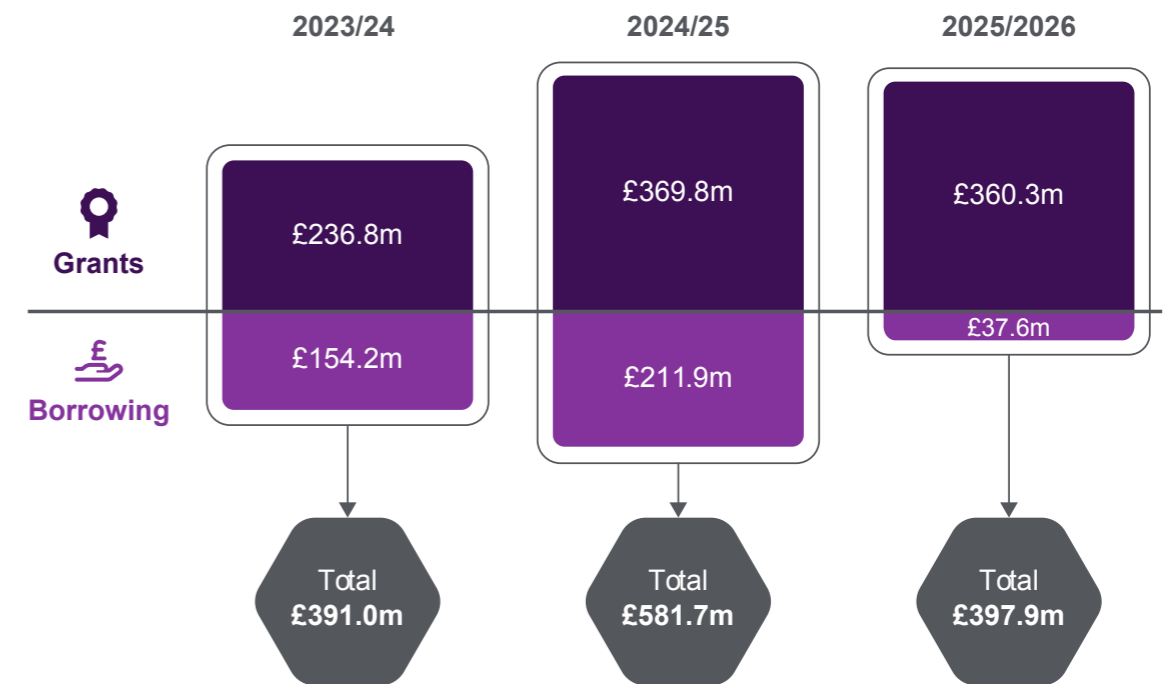 2023/24
2024/25
2025/2026
Grants
£236.8m
£369.8m
£360.3m
£
Borrowing
£154.2m
£211.9m
£37.6m
Total
£391.0m
Total
£581.7m
Total
£397.9m